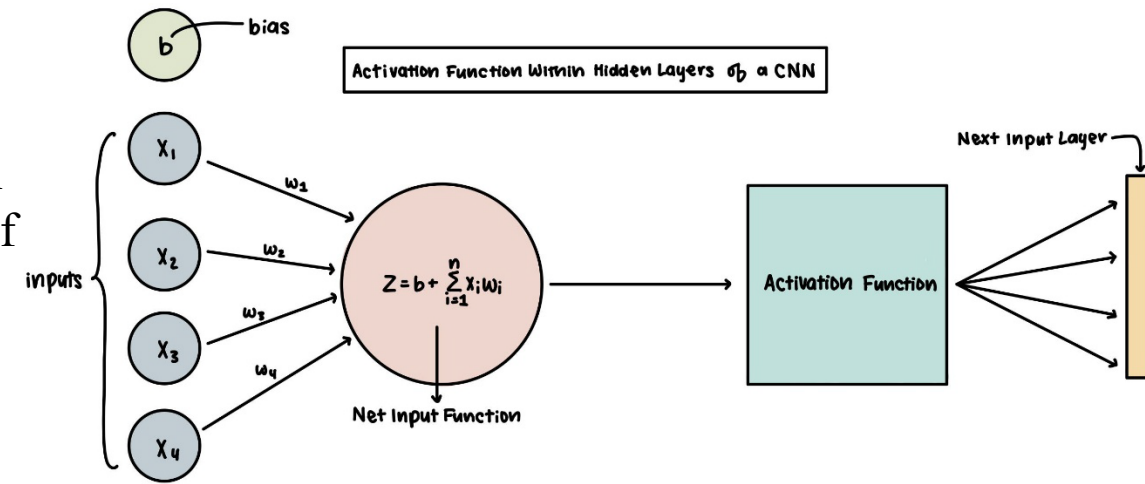 b
bias
Activation Function Within Hidden Layers of a CNN
f
inputs
X₁
X₂
X₃
X₄
w₁
w₂
w₃
w₄
Z = b + n∑i=1 xᵢwᵢ
Net Input Function
Activation Function
Next Input Layer